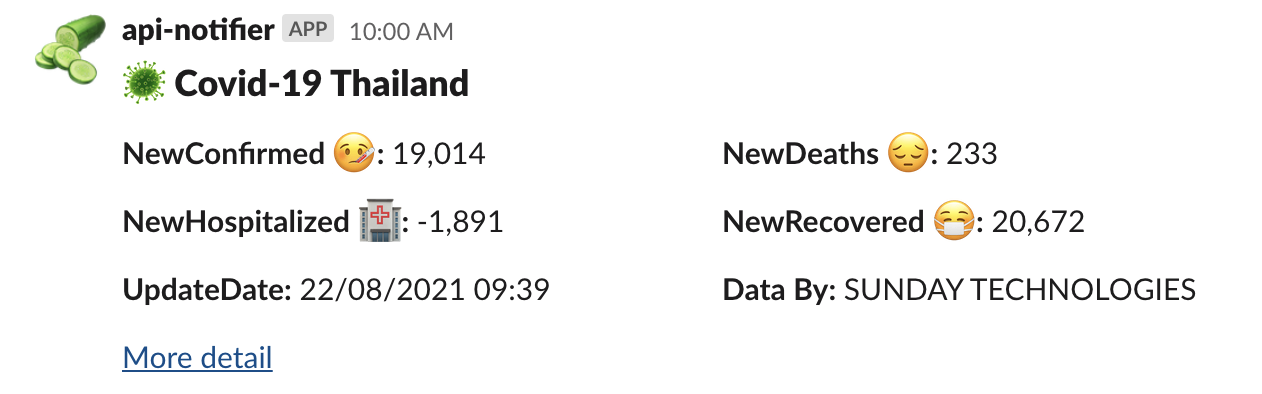 api-notifier APP 10:00 AM
Covid-19 Thailand
NewConfirmed 🤒: 19,014 NewDeaths 😔: 233
NewHospitalized 🏥: -1,891 NewRecovered 😷: 20,672
UpdateDate: 22/08/2021 09:39 Data By: SUNDAY TECHNOLOGIES
More detail